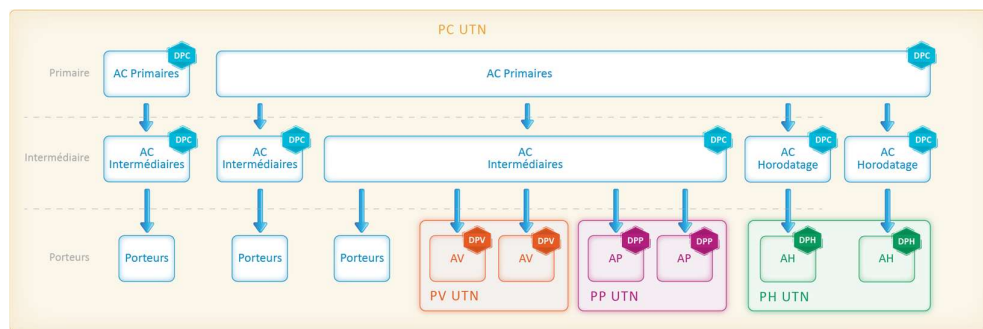 PC UTN
DPC
DPC
Primaire
AC Primaires
AC Primaires
DPC
DPC
DPC
DPC
DPC
Intermédiaire
AC
Intermédiaires
AC
Intermédiaires
AC
Intermédiaires
AC
Horodatage
AC
Horodatage
Porteurs
Porteurs
Porteurs
Porteurs
DPV
AV
DPV
AV
PV UTN
DPP
AP
DPP
AP
PP UTN
DPH
AH
DPH
AH
PH UTN